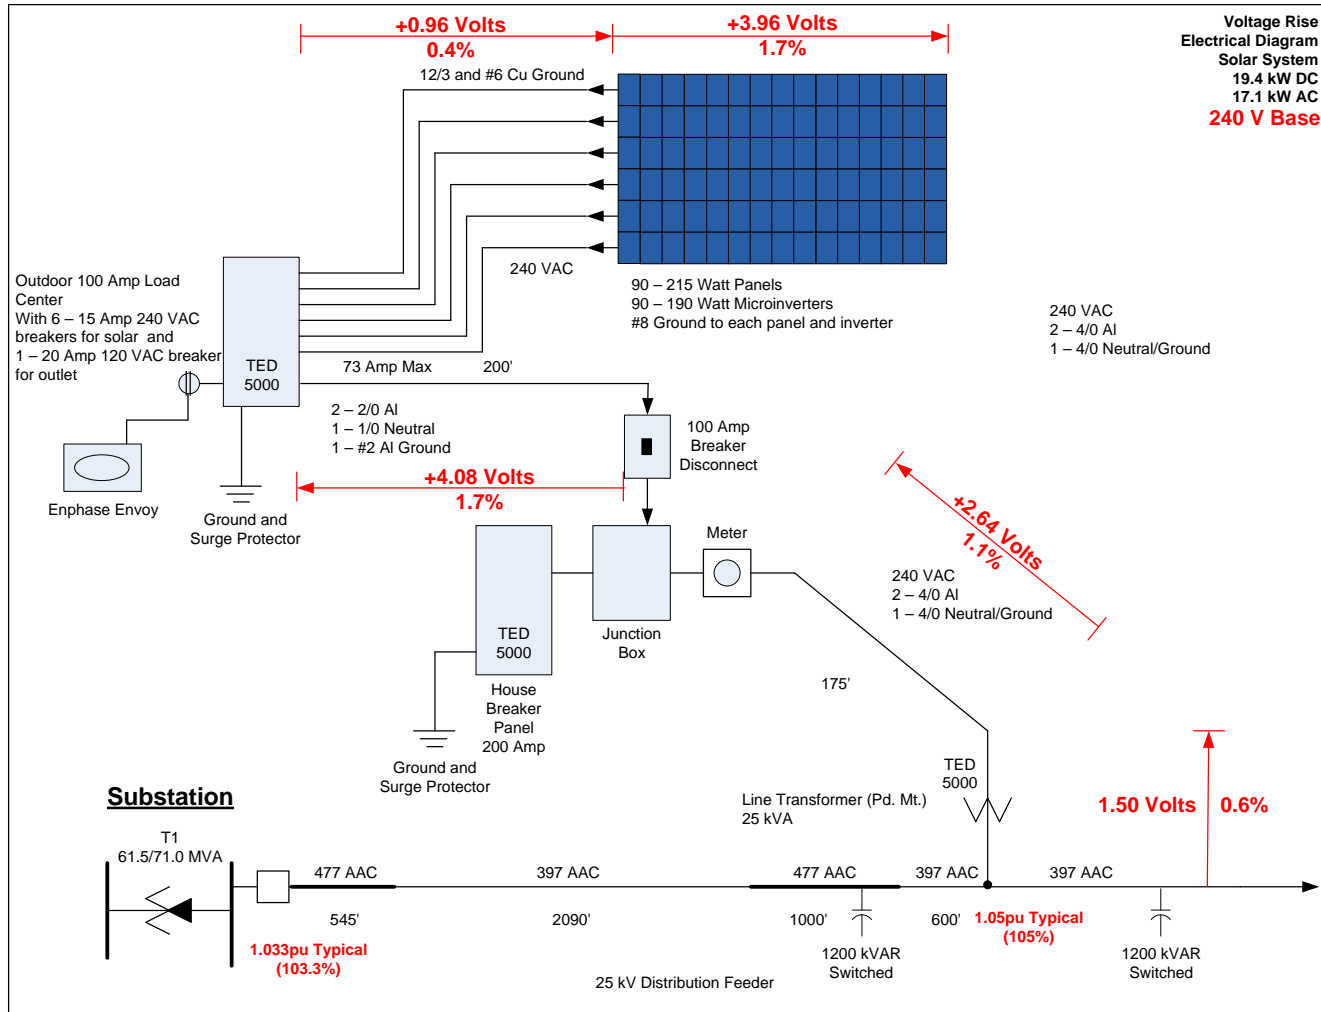 +0.96 Volts
0.4%
+3.96 Volts
1.7%
Voltage Rise
Electrical Diagram
Solar System
19.4 kW DC
17.1 kW AC
240 V Base
12/3 and #6 Cu Ground
240 VAC
90 – 215 Watt Panels
90 – 190 Watt Microinverters
#8 Ground to each panel and inverter
240 VAC
2 – 4/0 Al
1 – 4/0 Neutral/Ground
Outdoor 100 Amp Load
Center
With 6 – 15 Amp 240 VAC
breakers for solar and
1 – 20 Amp 120 VAC breaker
for outlet
TED
5000
73 Amp Max
200'
2 – 2/0 Al
1 – 1/0 Neutral
1 – #2 Al Ground
100 Amp
Breaker
Disconnect
+4.08 Volts
1.7%
Enphase Envoy
Ground and
Surge Protector
+2.64 Volts
1.1%
Meter
240 VAC
2 – 4/0 Al
1 – 4/0 Neutral/Ground
TED
5000
Junction
Box
House
Breaker
Panel
200 Amp
175'
Ground and
Surge Protector
TED
5000
Substation
Line Transformer (Pd. Mt.)
25 kVA
1.50 Volts
0.6%
T1
61.5/71.0 MVA
477 AAC
397 AAC
477 AAC
397 AAC
397 AAC
545'
2090'
1000'
600'
1.05pu Typical
(105%)
1.033pu Typical
(103.3%)
1200 kVAR
Switched
1200 kVAR
Switched
25 kV Distribution Feeder